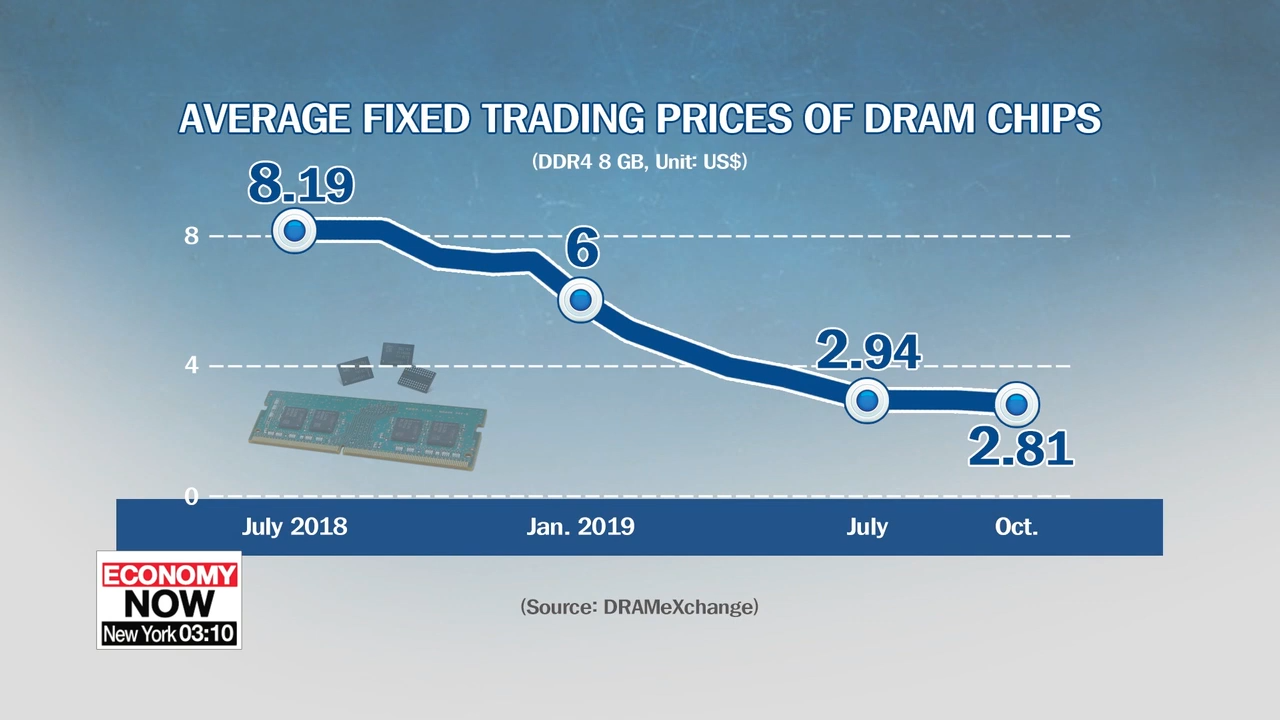 AVERAGE FIXED TRADING PRICES OF DRAM CHIPS
(DDR4 8 GB, Unit: US$)
8.19
8
6
4
2.94
2.81
0
July 2018 Jan. 2019 July Oct.
ECONOMY
NOW
New York 03:10
(Source: DRAMeXchange)